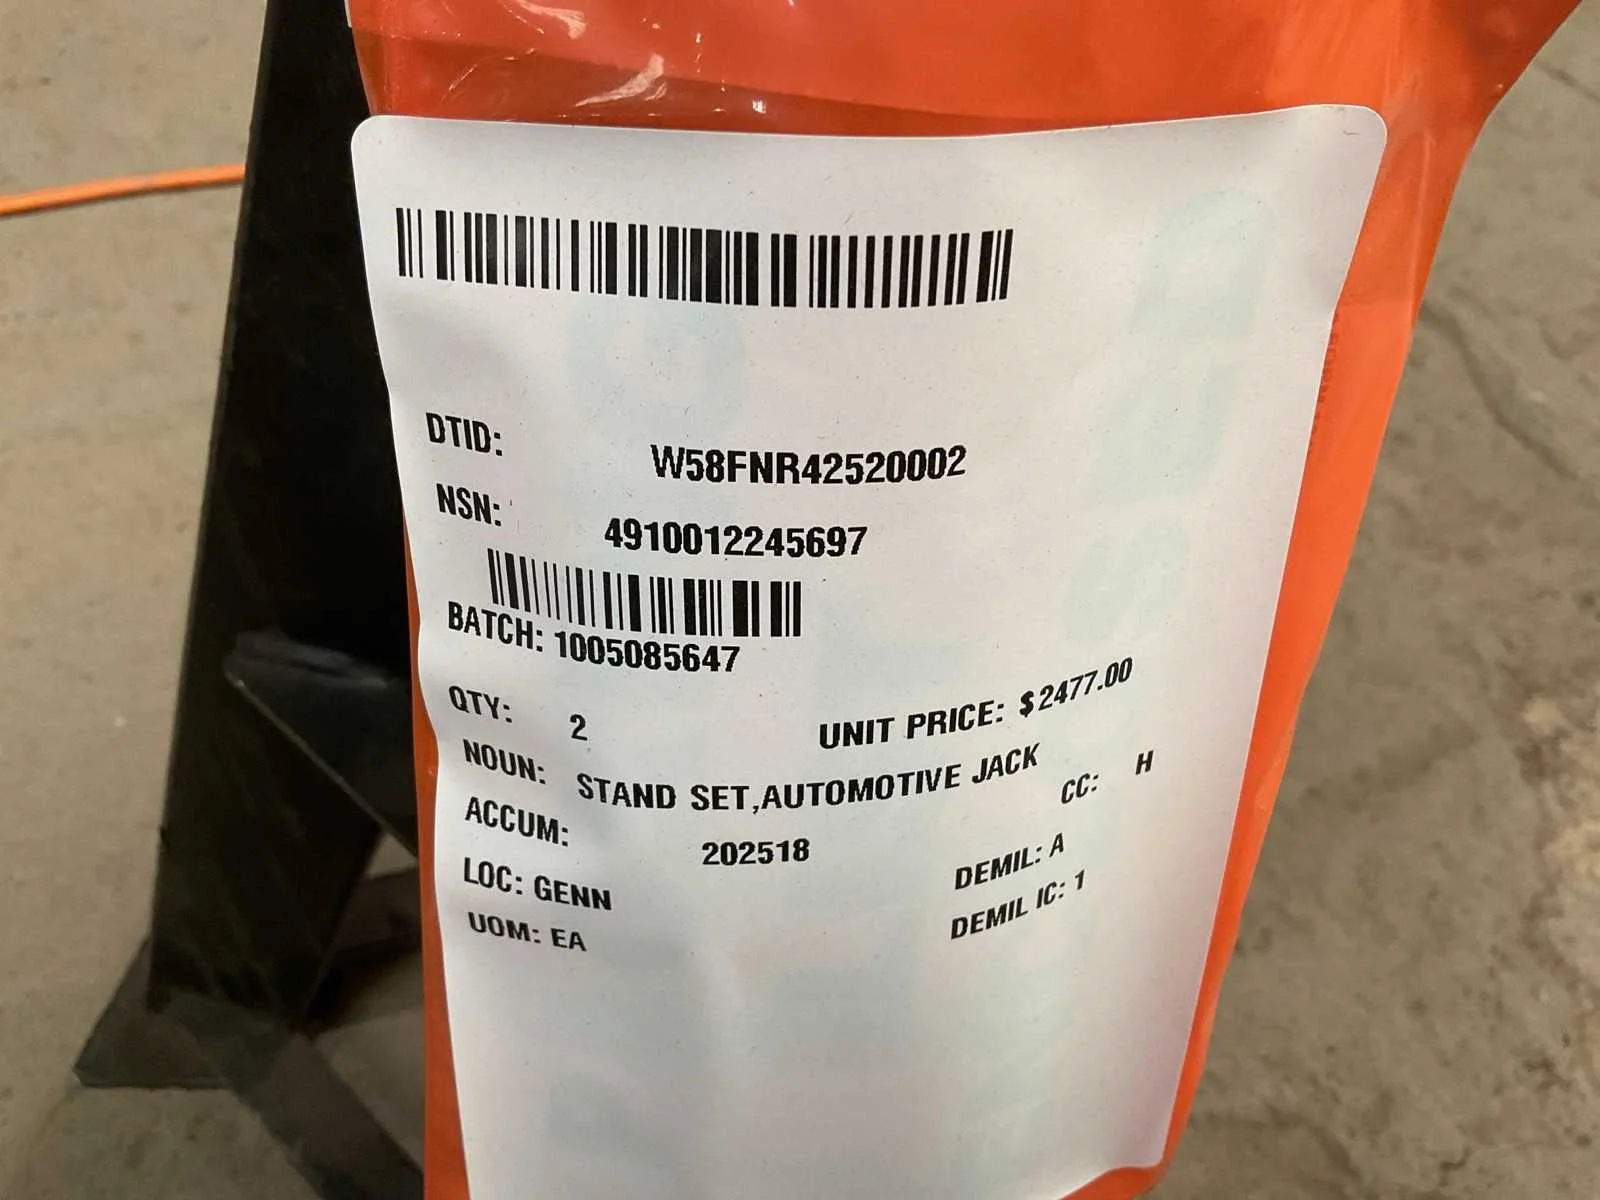 DTID: W58FNR42520002
NSN: 4910012245697
BATCH: 1005085647
QTY: 2 UNIT PRICE: $2477.00
NOUN: STAND SET,AUTOMOTIVE JACK
ACCUM: 202518 CC: H
LOC: GENN DEMIL: A
UOM: EA DEMIL IC: 1